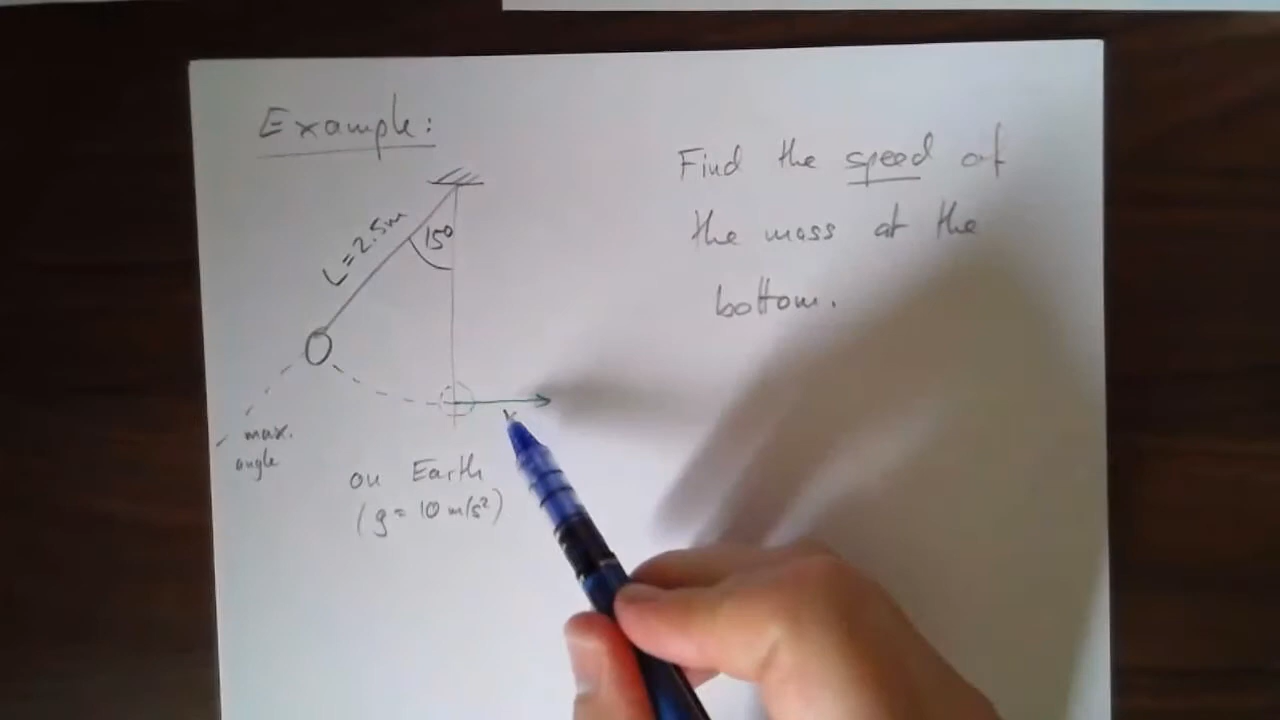 Example:
Find the speed of
the mass at the
bottom.
L=2.5m
15°
max.
angle
on Earth
(g = 10 m/s²)